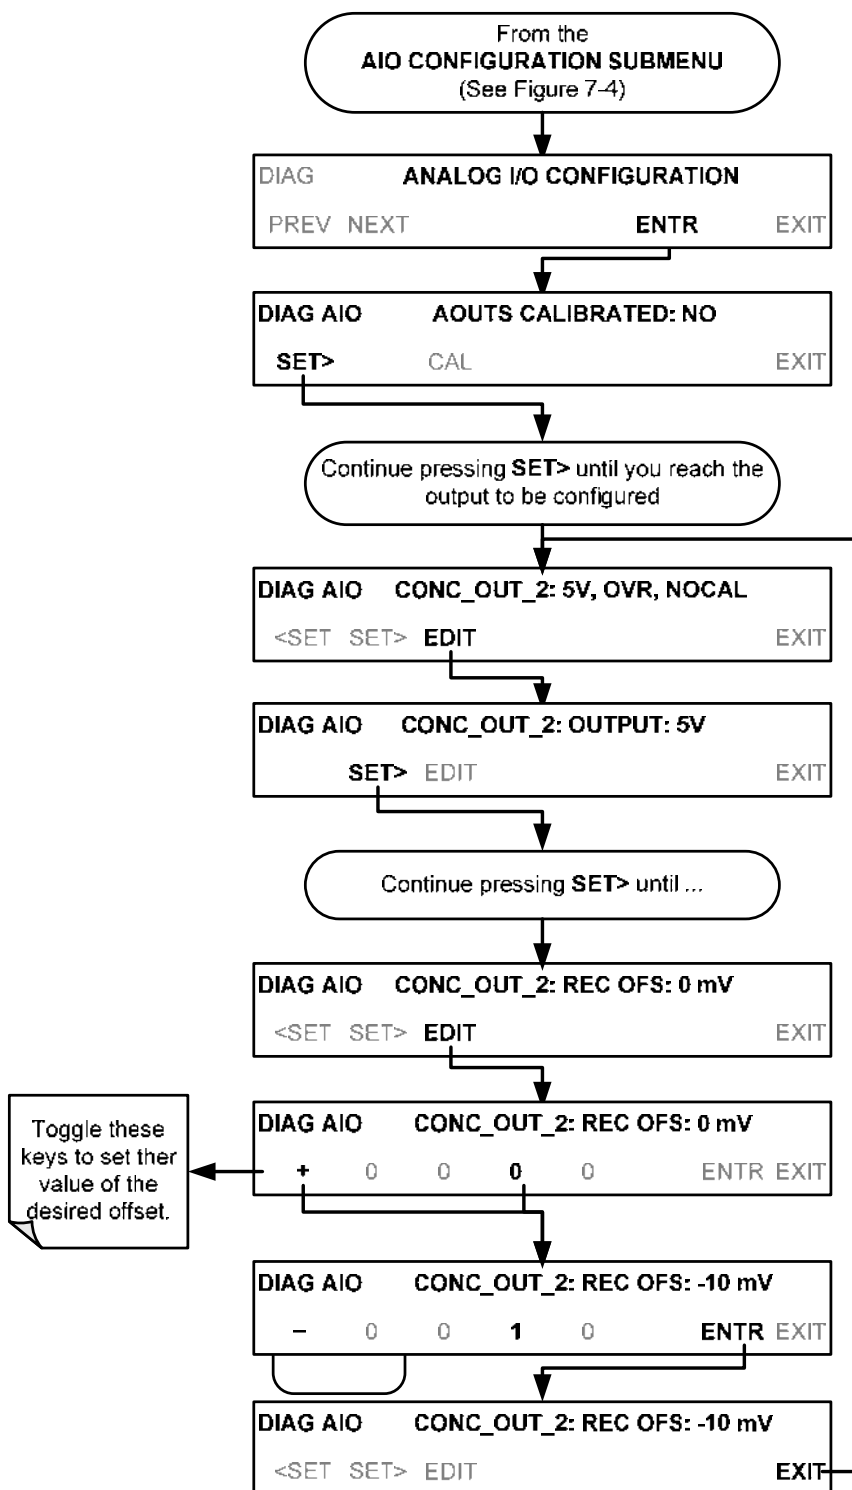 From the
AIO CONFIGURATION SUBMENU
(See Figure 7-4)
DIAG ANALOG I/O CONFIGURATION
PREV NEXT ENTR EXIT
DIAG AIO AOUTS CALIBRATED: NO
SET> CAL EXIT
Continue pressing SET> until you reach the
output to be configured
DIAG AIO CONC_OUT_2: 5V, OVR, NOCAL
<SET SET> EDIT EXIT
DIAG AIO CONC_OUT_2: OUTPUT: 5V
SET> EDIT EXIT
Continue pressing SET> until ...
DIAG AIO CONC_OUT_2: REC OFS: 0 mV
<SET SET> EDIT EXIT
Toggle these
keys to set ther
value of the
desired offset.
DIAG AIO CONC_OUT_2: REC OFS: 0 mV
+ 0 0 0 0 ENTR EXIT
DIAG AIO CONC_OUT_2: REC OFS: -10 mV
– 0 0 1 0 ENTR EXIT
DIAG AIO CONC_OUT_2: REC OFS: -10 mV
<SET SET> EDIT EXIT